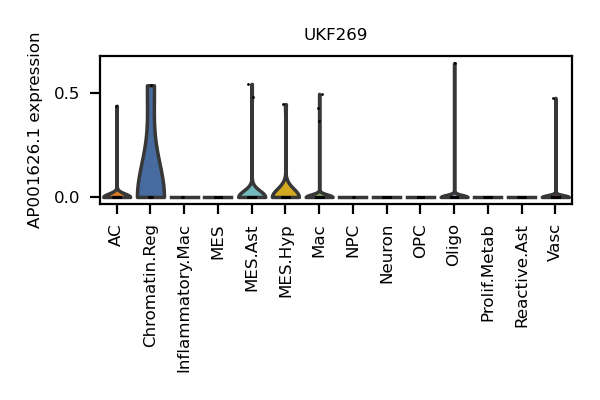 UKF269
AP001626.1 expression
0.5
0.0
AC
Chromatin.Reg
Inflammatory.Mac
MES
MES.Ast
MES.Hyp
Mac
NPC
Neuron
OPC
Oligo
Prolif.Metab
Reactive.Ast
Vasc